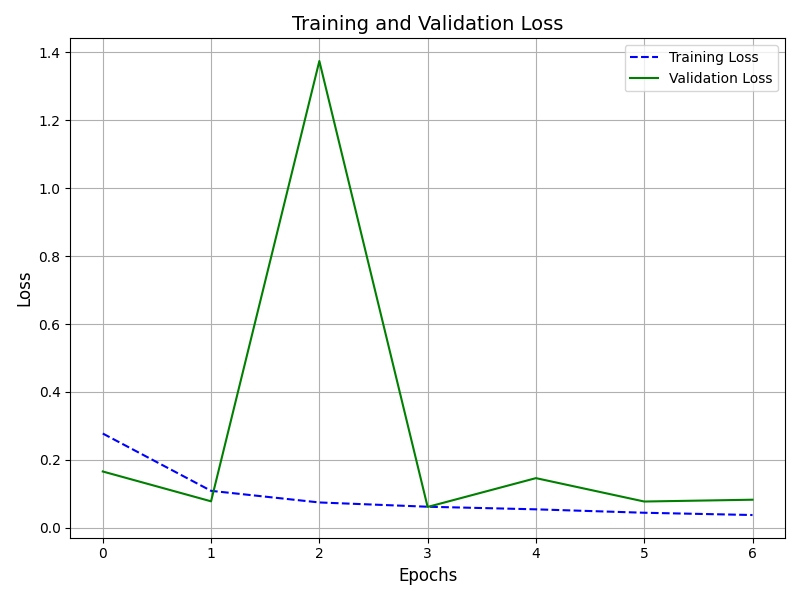 Training and Validation Loss
Training Loss
Validation Loss
1.4
1.2
1.0
0.8
0.6
0.4
0.2
0.0
Loss
0 1 2 3 4 5 6
Epochs